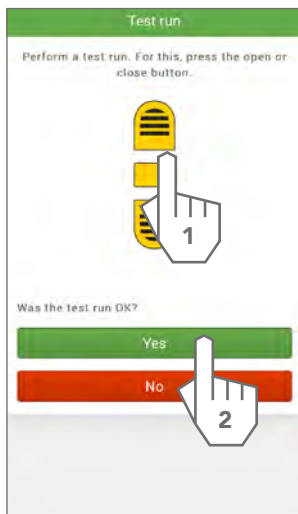 Test run
Perform a test run. For this, press the open or
close button.
1
Was the test run OK?
Yes
No
2